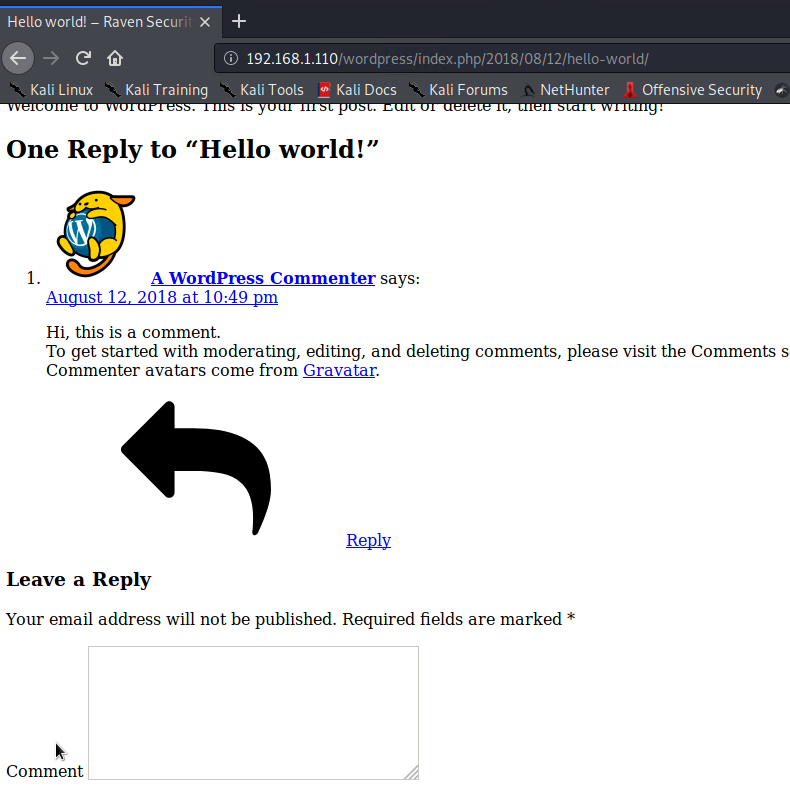 Hello world! – Raven Securit
192.168.1.110/wordpress/index.php/2018/08/12/hello-world/
Kali Linux Kali Training Kali Tools Kali Docs Kali Forums NetHunter Offensive Security
Welcome to WordPress. This is your first post. Edit or delete it, then start writing!
One Reply to “Hello world!”
1. A WordPress Commenter says:
August 12, 2018 at 10:49 pm
Hi, this is a comment.
To get started with moderating, editing, and deleting comments, please visit the Comments s
Commenter avatars come from Gravatar.
Reply
Leave a Reply
Your email address will not be published. Required fields are marked *
Comment